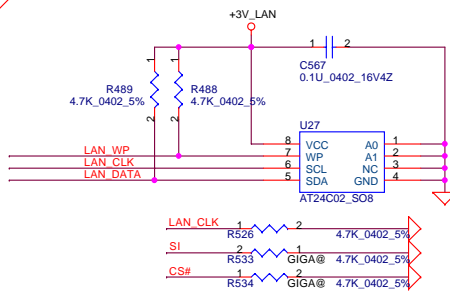 +3V_LAN
1 2
C567
0.1U_0402_16V4Z
1 1
R489 R488
4.7K_0402_5% 4.7K_0402_5%
2 2
U27
LAN_WP
LAN_CLK
LAN_DATA
8 VCC A0 1
7 WP A1 2
6 SCL NC 3
5 SDA GND 4
AT24C02_SO8
LAN_CLK 1 2
R526 4.7K_0402_5%
SI 2 1
R533 GIGA@ 4.7K_0402_5%
CS# 1 2
R534 GIGA@ 4.7K_0402_5%